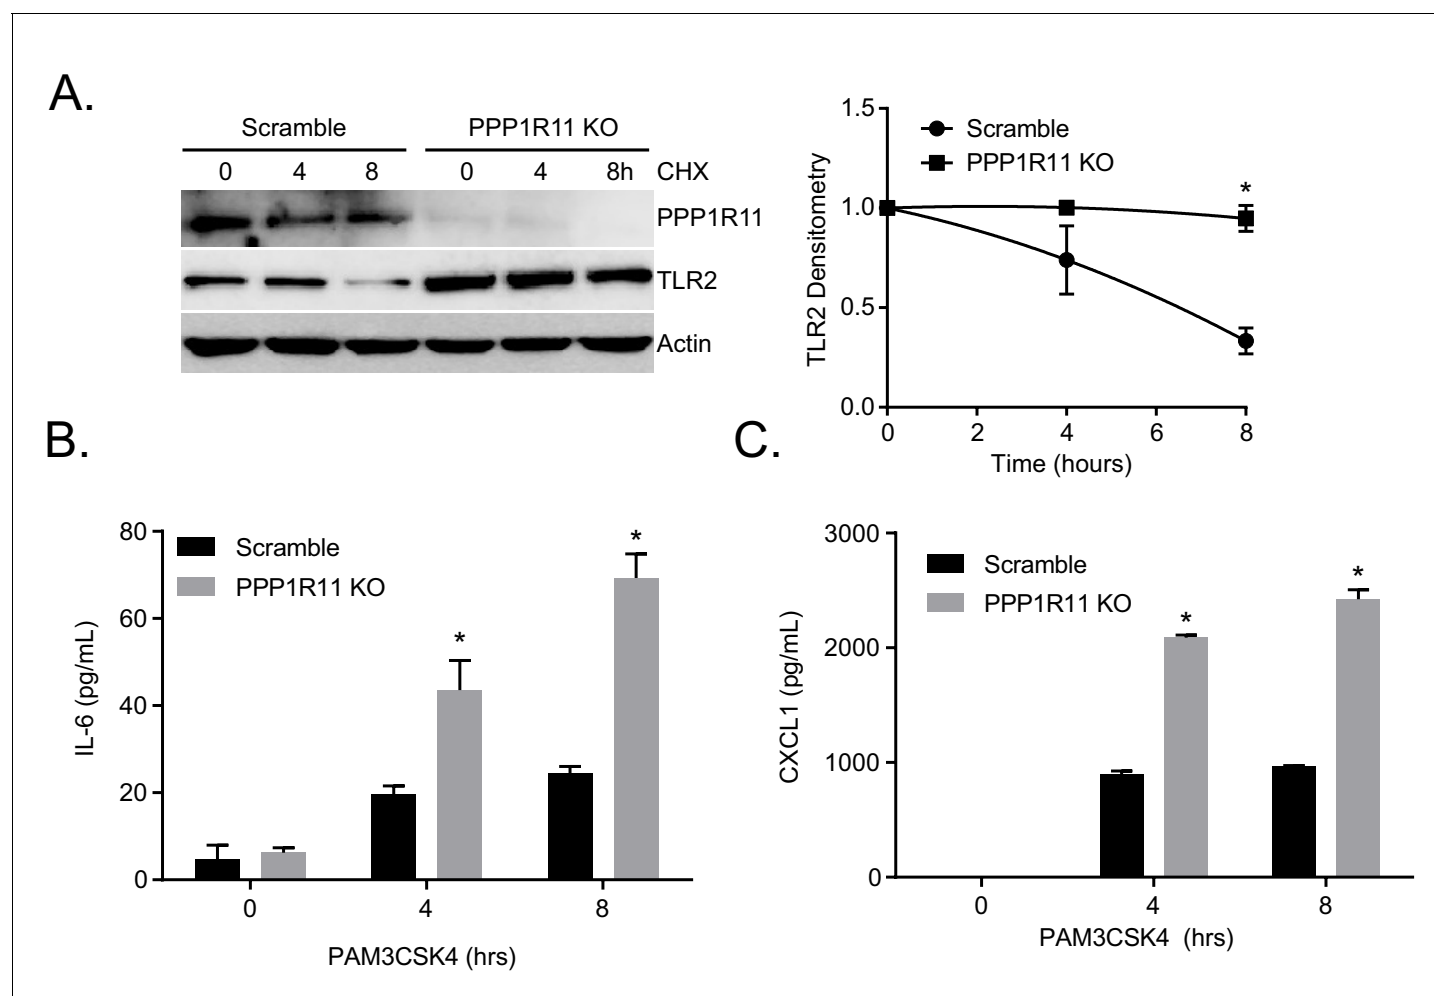 A.
Scramble PPP1R11 KO
0 4 8 0 4 8h CHX
PPP1R11
TLR2
Actin
1.5
1.0
0.5
0.0
TLR2 Densitometry
Scramble
PPP1R11 KO
*
0 2 4 6 8
Time (hours)
B.
80
60
40
20
0
IL-6 (pg/mL)
Scramble
PPP1R11 KO
*
*
0 4 8
PAM3CSK4 (hrs)
C.
3000
2000
1000
0
CXCL1 (pg/mL)
Scramble
PPP1R11 KO
*
*
0 4 8
PAM3CSK4 (hrs)